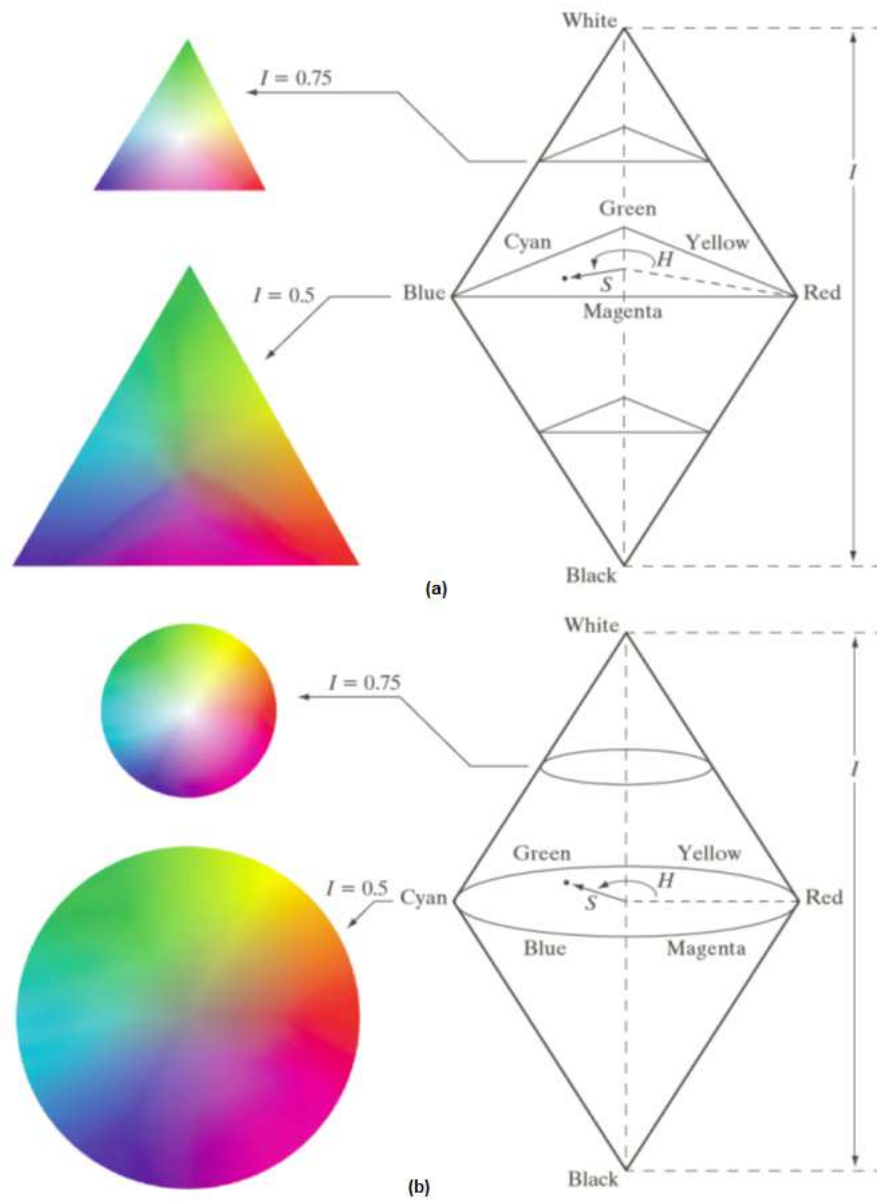 White
I = 0.75
I
Green
Cyan
Yellow
H
I = 0.5
Blue
S
Red
Magenta
Black
(a)
White
I = 0.75
I
Green
Yellow
I = 0.5
H
Cyan
S
Red
Blue
Magenta
Black
(b)